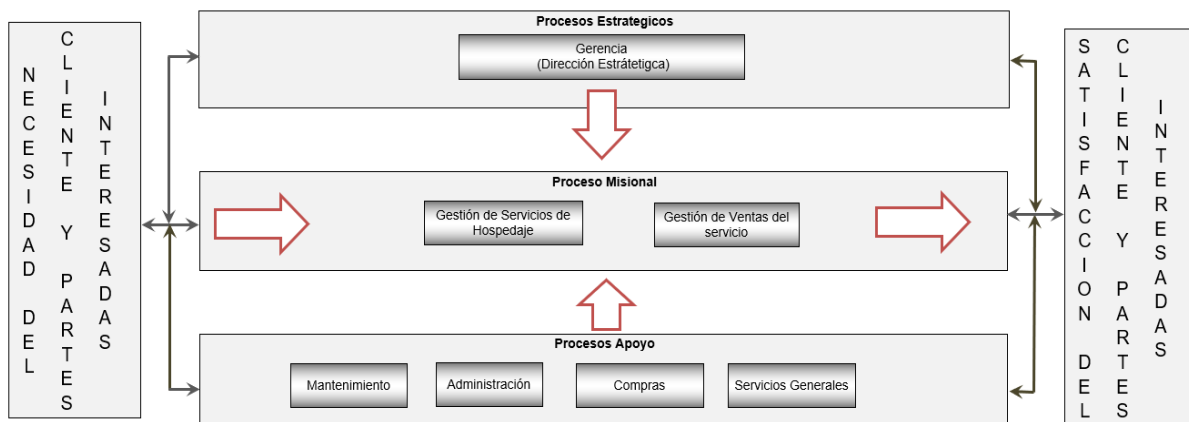 NECESIDAD DEL
CLIENTE Y PARTES
INTERESADAS
Procesos Estrategicos
Gerencia
(Dirección Estrátetigca)
Proceso Misional
Gestión de Servicios de
Hospedaje
Gestión de Ventas del
servicio
Procesos Apoyo
Mantenimiento
Administración
Compras
Servicios Generales
SATISFACCION DEL
CLIENTE Y PARTES
INTERESADAS